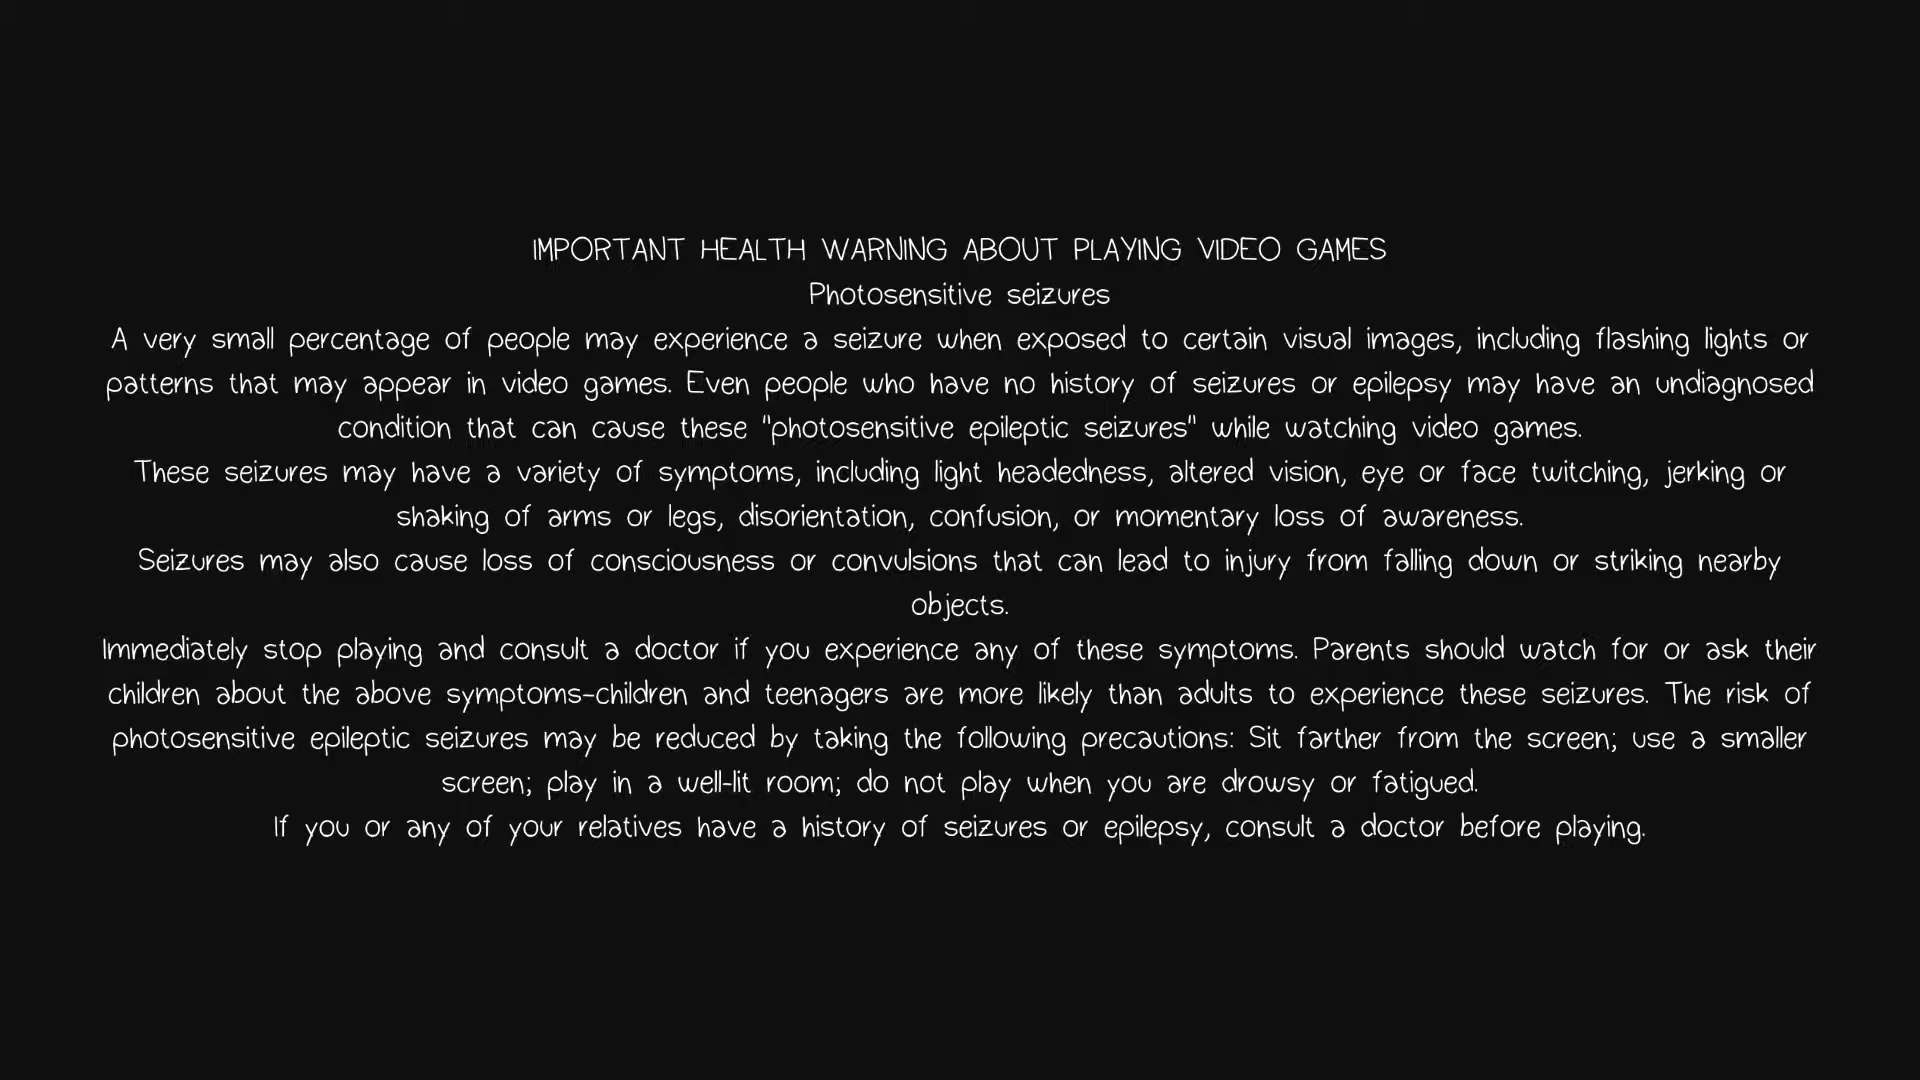 IMPORTANT HEALTH WARNING ABOUT PLAYING VIDEO GAMES
Photosensitive seizures
A very small percentage of people may experience a seizure when exposed to certain visual images, including flashing lights or
patterns that may appear in video games. Even people who have no history of seizures or epilepsy may have an undiagnosed
condition that can cause these "photosensitive epileptic seizures" while watching video games.
These seizures may have a variety of symptoms, including light headedness, altered vision, eye or face twitching, jerking or
shaking of arms or legs, disorientation, confusion, or momentary loss of awareness.
Seizures may also cause loss of consciousness or convulsions that can lead to injury from falling down or striking nearby
objects.
Immediately stop playing and consult a doctor if you experience any of these symptoms. Parents should watch for or ask their
children about the above symptoms-children and teenagers are more likely than adults to experience these seizures. The risk of
photosensitive epileptic seizures may be reduced by taking the following precautions: Sit farther from the screen; use a smaller
screen; play in a well-lit room; do not play when you are drowsy or fatigued.
If you or any of your relatives have a history of seizures or epilepsy, consult a doctor before playing.